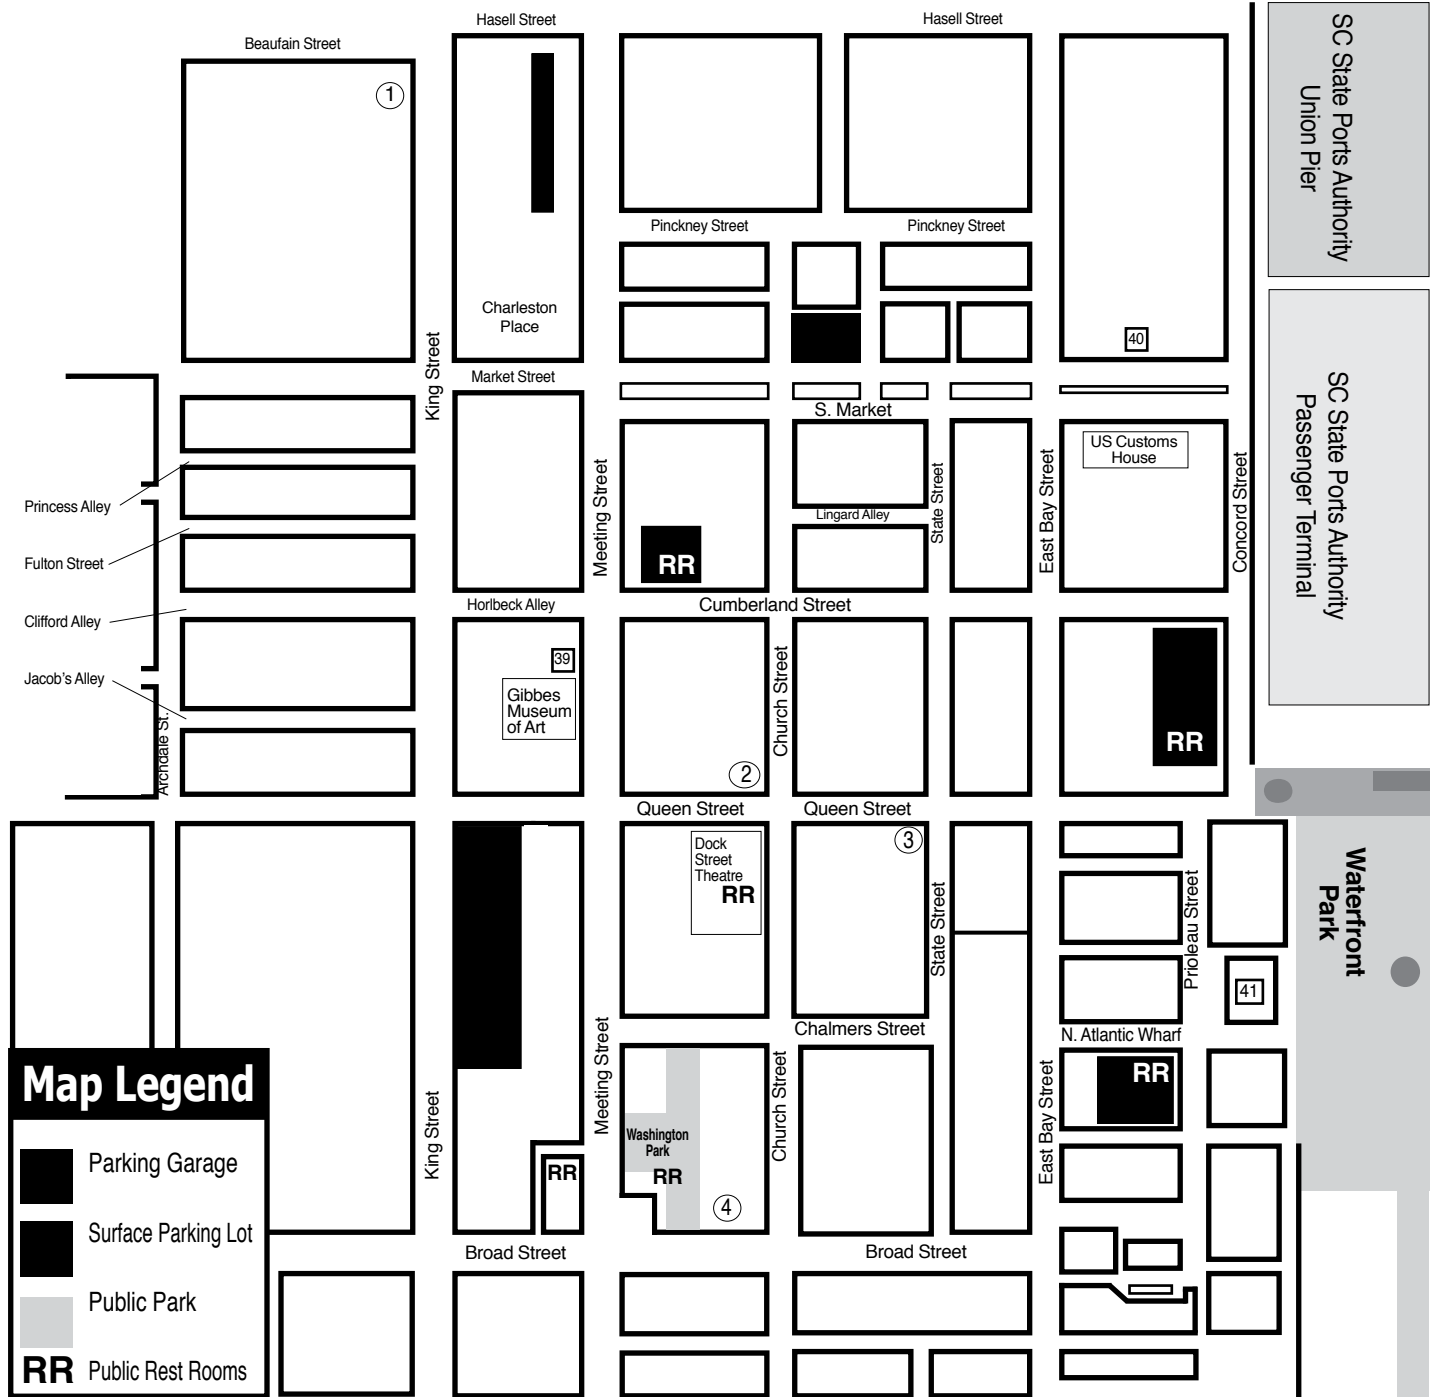 Hasell Street
Hasell Street
Beaufain Street
1
SC State Ports Authority
Union Pier
Pinckney Street
Pinckney Street
Charleston
Place
40
King Street
Market Street
S. Market
US Customs
House
SC State Ports Authority
Passenger Terminal
Princess Alley
Meeting Street
Lingard Alley
State Street
East Bay Street
Concord Street
Fulton Street
RR
Horlbeck Alley
Cumberland Street
Clifford Alley
39
Jacob's Alley
Gibbes
Museum
of Art
Church Street
RR
Archdale St.
2
Queen Street
Queen Street
3
Dock
Street
Theatre
RR
State Street
Prioleau Street
Waterfront
Park
41
Chalmers Street
N. Atlantic Wharf
Meeting Street
King Street
Church Street
East Bay Street
RR
Washington
Park
RR
RR
4
Broad Street
Broad Street
Map Legend
Parking Garage
Surface Parking Lot
Public Park
RR Public Rest Rooms